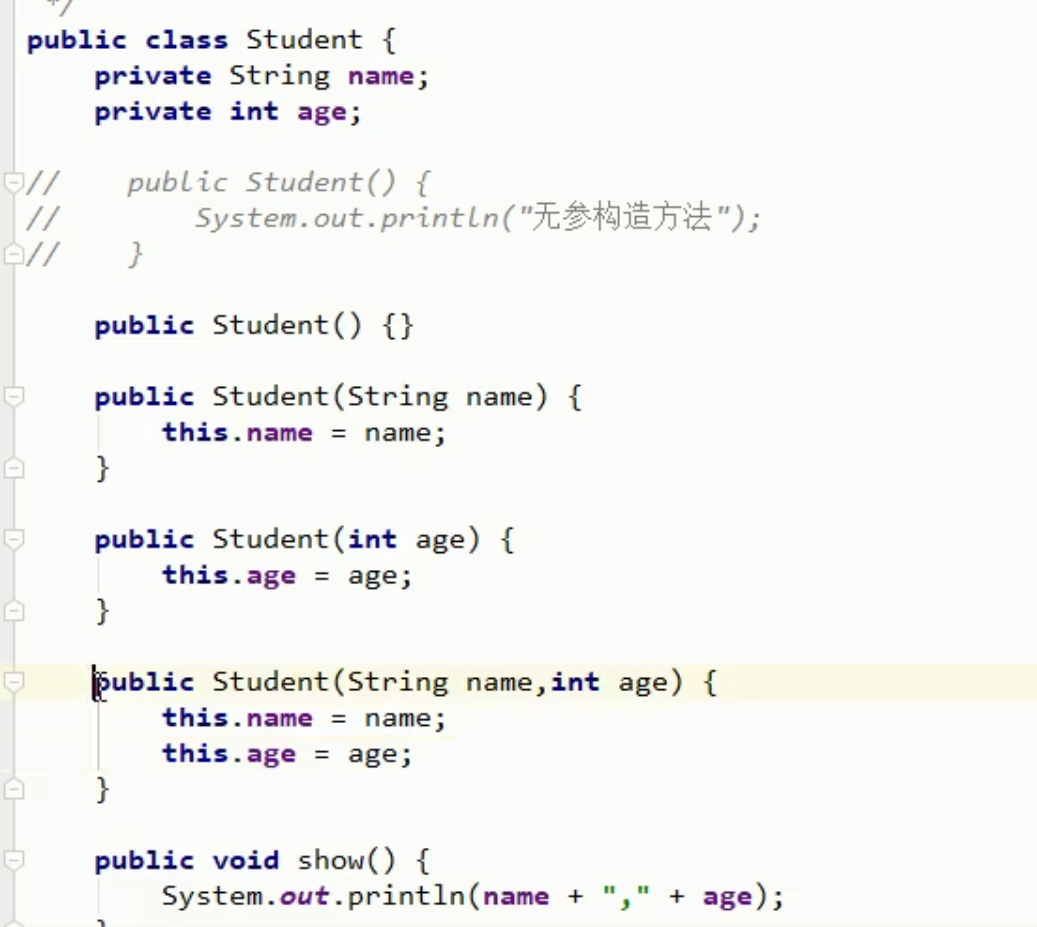 */
public class Student {
    private String name;
    private int age;

//    public Student() {
//        System.out.println("无参构造方法");
//    }

    public Student() {}

    public Student(String name) {
        this.name = name;
    }

    public Student(int age) {
        this.age = age;
    }

    public Student(String name,int age) {
        this.name = name;
        this.age = age;
    }

    public void show() {
        System.out.println(name + "," + age);
    }